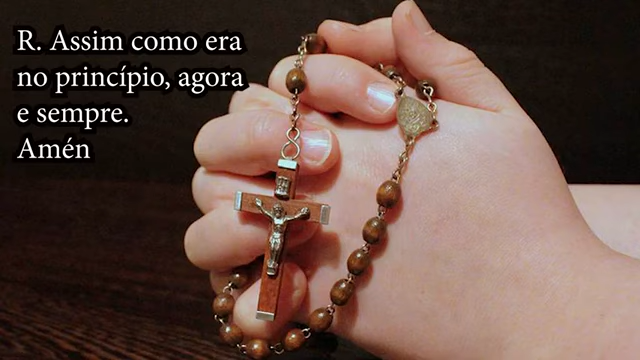 R. Assim como era
no princípio, agora
e sempre.
Amén